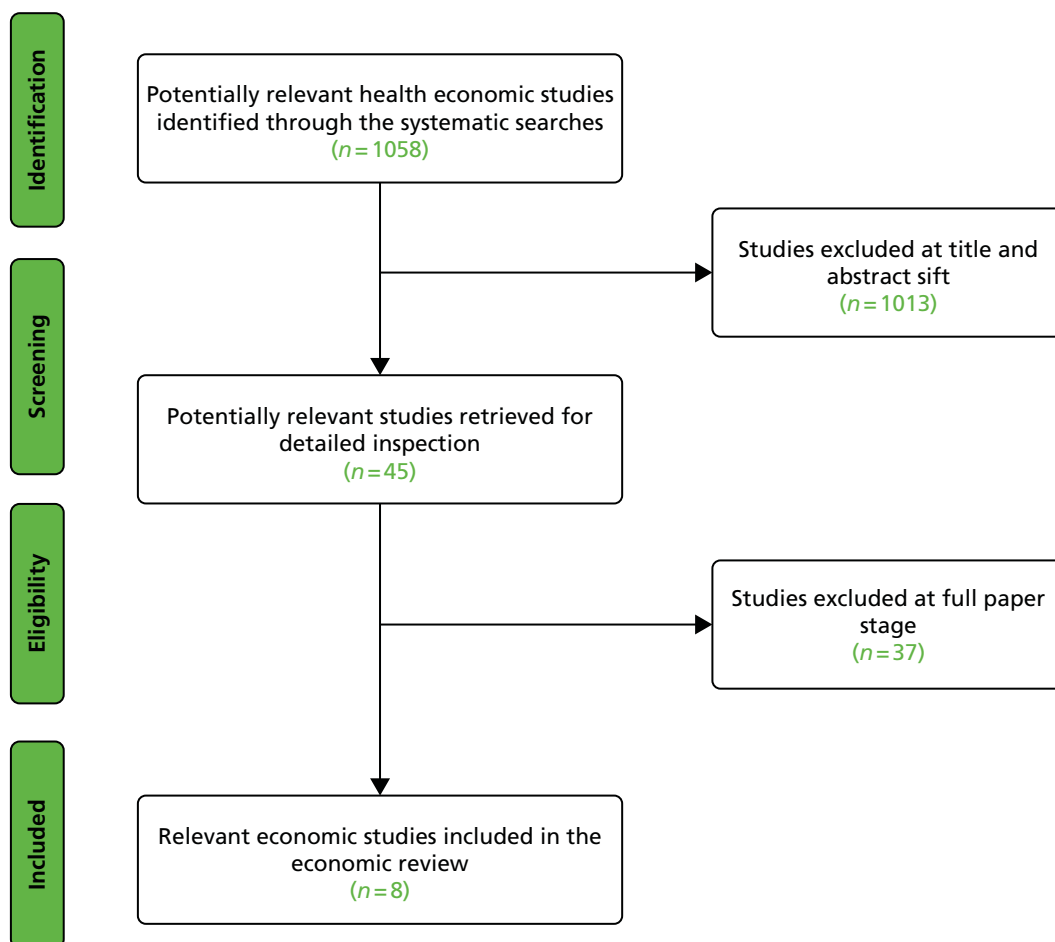 Identification
Potentially relevant health economic studies
identified through the systematic searches
(n=1058)
Studies excluded at title and
abstract sift
(n=1013)
Screening
Potentially relevant studies retrieved for
detailed inspection
(n=45)
Eligibility
Studies excluded at full paper
stage
(n=37)
Included
Relevant economic studies included in the
economic review
(n=8)